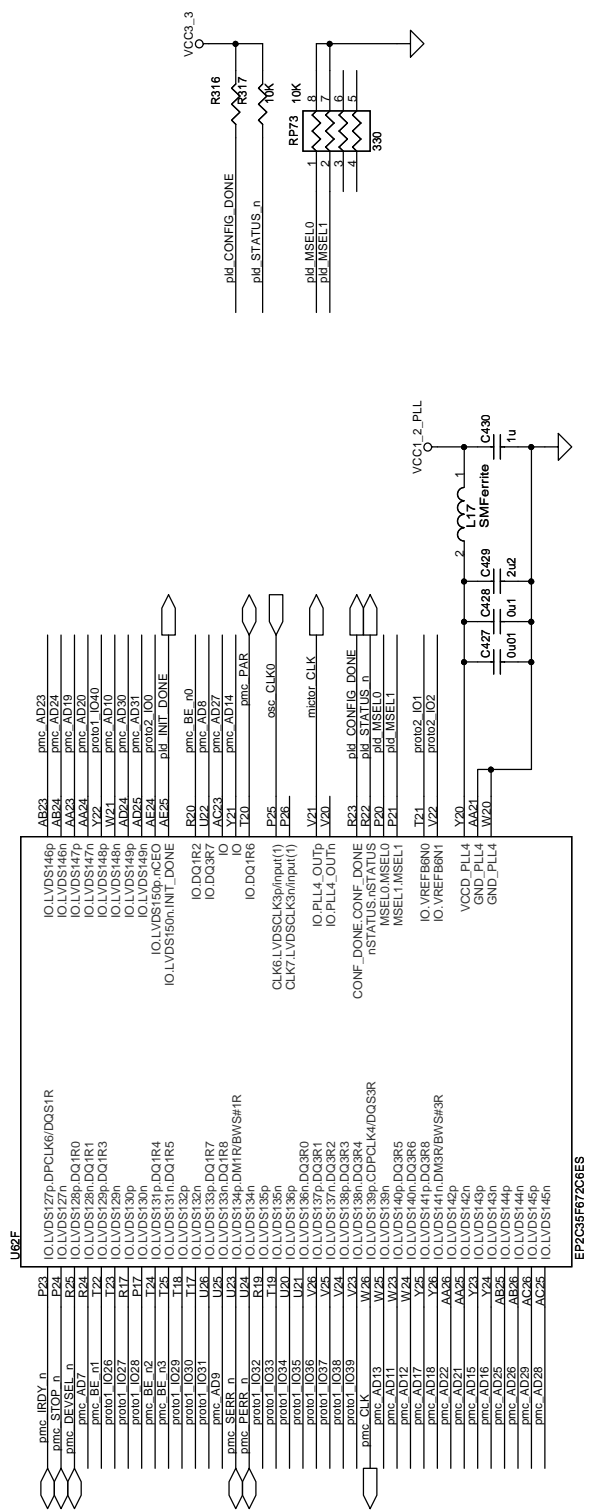 U62F
pmc_IRDY_n P23 IO.LVDS127p.DPCLK6/DQS1R
pmc_STOP_n P24 IO.LVDS127n
pmc_DEVSEL_n R25 IO.LVDS128p.DQ1R0
pmc_AD7 R24 IO.LVDS128n.DQ1R1
pmc_BE_n1 T22 IO.LVDS129p.DQ1R3
proto1_IO26 T23 IO.LVDS129n
proto1_IO27 R17 IO.LVDS130p
proto1_IO28 P17 IO.LVDS130n
pmc_BE_n2 T24 IO.LVDS131p.DQ1R4
pmc_BE_n3 T25 IO.LVDS131n.DQ1R5
proto1_IO29 T18 IO.LVDS132p
proto1_IO30 T17 IO.LVDS132n
proto1_IO31 U26 IO.LVDS133p.DQ1R7
pmc_AD9 U25 IO.LVDS133n.DQ1R8
pmc_SERR_n U23 IO.LVDS134p.DM1R/BWS#1R
pmc_PERR_n U24 IO.LVDS134n
proto1_IO32 R19 IO.LVDS135p
proto1_IO33 T19 IO.LVDS135n
proto1_IO34 U20 IO.LVDS136p
proto1_IO35 U21 IO.LVDS136n.DQ3R0
proto1_IO36 V26 IO.LVDS137p.DQ3R1
proto1_IO37 V25 IO.LVDS137n.DQ3R2
proto1_IO38 V24 IO.LVDS138p.DQ3R3
proto1_IO39 V23 IO.LVDS138n.DQ3R4
pmc_CLK W26 IO.LVDS139p.CDPCLK4/DQS3R
pmc_AD13 W25 IO.LVDS139n
pmc_AD11 W23 IO.LVDS140p.DQ3R5
pmc_AD12 W24 IO.LVDS140n.DQ3R6
pmc_AD17 Y25 IO.LVDS141p.DQ3R8
pmc_AD18 Y26 IO.LVDS141n.DM3R/BWS#3R
pmc_AD22 AA26 IO.LVDS142p
pmc_AD21 AA25 IO.LVDS142n
pmc_AD15 Y23 IO.LVDS143p
pmc_AD16 Y24 IO.LVDS143n
pmc_AD25 AB25 IO.LVDS144p
pmc_AD26 AB26 IO.LVDS144n
pmc_AD29 AC26 IO.LVDS145p
pmc_AD28 AC25 IO.LVDS145n
EP2C35F672C6ES
IO.LVDS146p AB23 pmc_AD23
IO.LVDS146n AB24 pmc_AD24
IO.LVDS147p AA23 pmc_AD19
IO.LVDS147n AA24 pmc_AD20
IO.LVDS148p Y22 proto1_IO40
IO.LVDS148n W21 pmc_AD10
IO.LVDS149p AD24 pmc_AD30
IO.LVDS149n AD25 pmc_AD31
IO.LVDS150p.nCEO AE24 proto2_IO0
IO.LVDS150n.INIT_DONE AE25 pld_INIT_DONE
IO.DQ1R2 R20 pmc_BE_n0
IO.DQ3R7 U22 pmc_AD8
IO AC23 pmc_AD27
IO Y21 pmc_AD14
IO.DQ1R6 T20 pmc_PAR
CLK6.LVDSCLK3p/input(1) P25 osc_CLK0
CLK7.LVDSCLK3n/input(1) P26
IO.PLL4_OUTp V21 mictor_CLK
IO.PLL4_OUTn V20
CONF_DONE.CONF_DONE R23 pld_CONFIG_DONE
nSTATUS.nSTATUS R22 pld_STATUS_n
MSEL0.MSEL0 P20 pld_MSEL0
MSEL1.MSEL1 P21 pld_MSEL1
IO.VREFB6N0 T21 proto2_IO1
IO.VREFB6N1 V22 proto2_IO2
VCCD_PLL4 Y20
GND_PLL4 AA21
GND_PLL4 W20
C427
0u01
C428
0u1
C429
2u2
2
1
L17
SMFerrite
VCC1_2_PLL
C430
1u
VCC3_3
pld_CONFIG_DONE
R316
pld_STATUS_n
R317
10K
10K
RP73
pld_MSEL0 1 8
pld_MSEL1 2 7
3 6
4 5
330